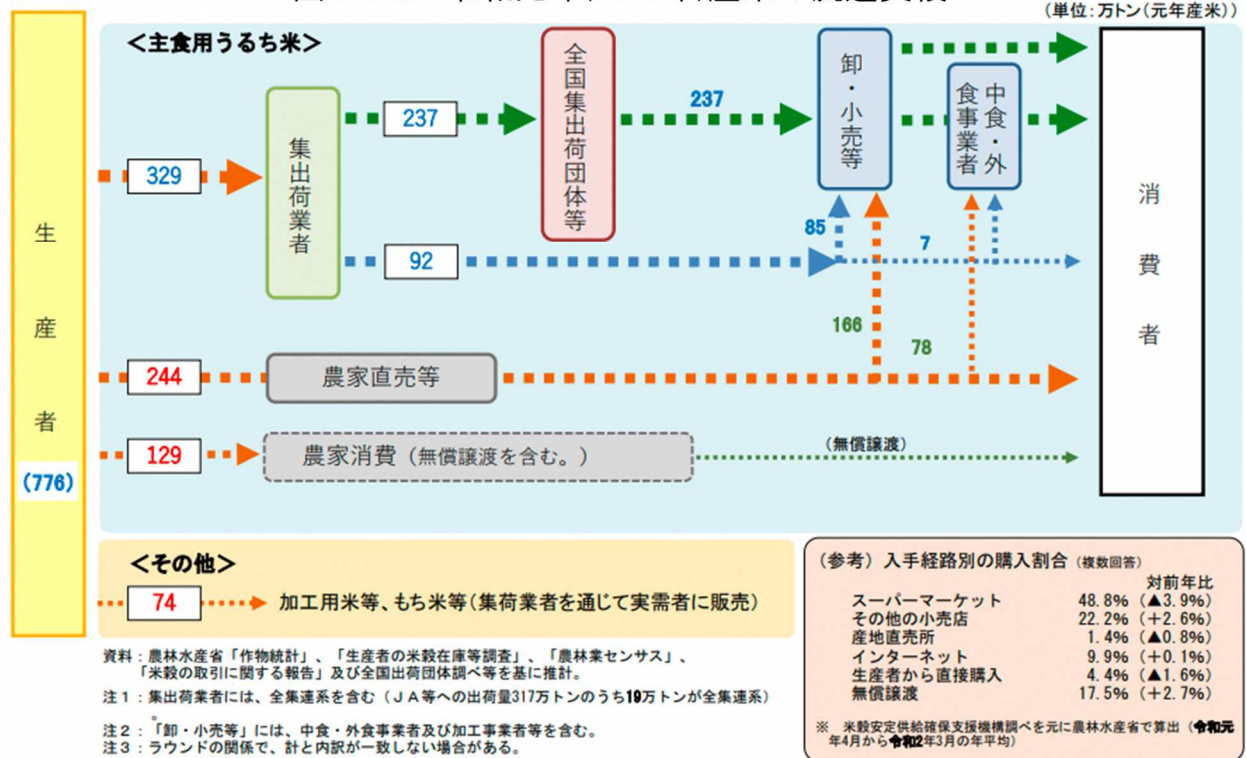 (単位:万トン(元年産米))
<主食用うるち米>
生産者
(776)
329
集出荷業者
237
全国集出荷団体等
237
卸・小売等
中食・外食事業者
消費者
92
85
7
166
78
244
農家直売等
129
農家消費(無償譲渡を含む。)
(無償譲渡)
<その他>
74
加工用米等、もち米等(集荷業者を通じて実需者に販売)
資料:農林水産省「作物統計」、「生産者の米穀在庫等調査」、「農林業センサス」、
「米穀の取引に関する報告」及び全国出荷団体調べ等を基に推計。
注1:集出荷業者には、全集連系を含む(JA等への出荷量317万トンのうち19万トンが全集連系)
。
注2:「卸・小売等」には、中食・外食事業者及び加工事業者等を含む。
注3:ラウンドの関係で、計と内訳が一致しない場合がある。
(参考)入手経路別の購入割合(複数回答)
対前年比
スーパーマーケット 48.8%(▲3.9%)
その他の小売店 22.2%(+2.6%)
産地直売所 1.4%(▲0.8%)
インターネット 9.9%(+0.1%)
生産者から直接購入 4.4%(▲1.6%)
無償譲渡 17.5%(+2.7%)
※ 米穀安定供給確保支援機構調べを元に農林水産省で算出(令和元
年4月から令和2年3月の年平均)